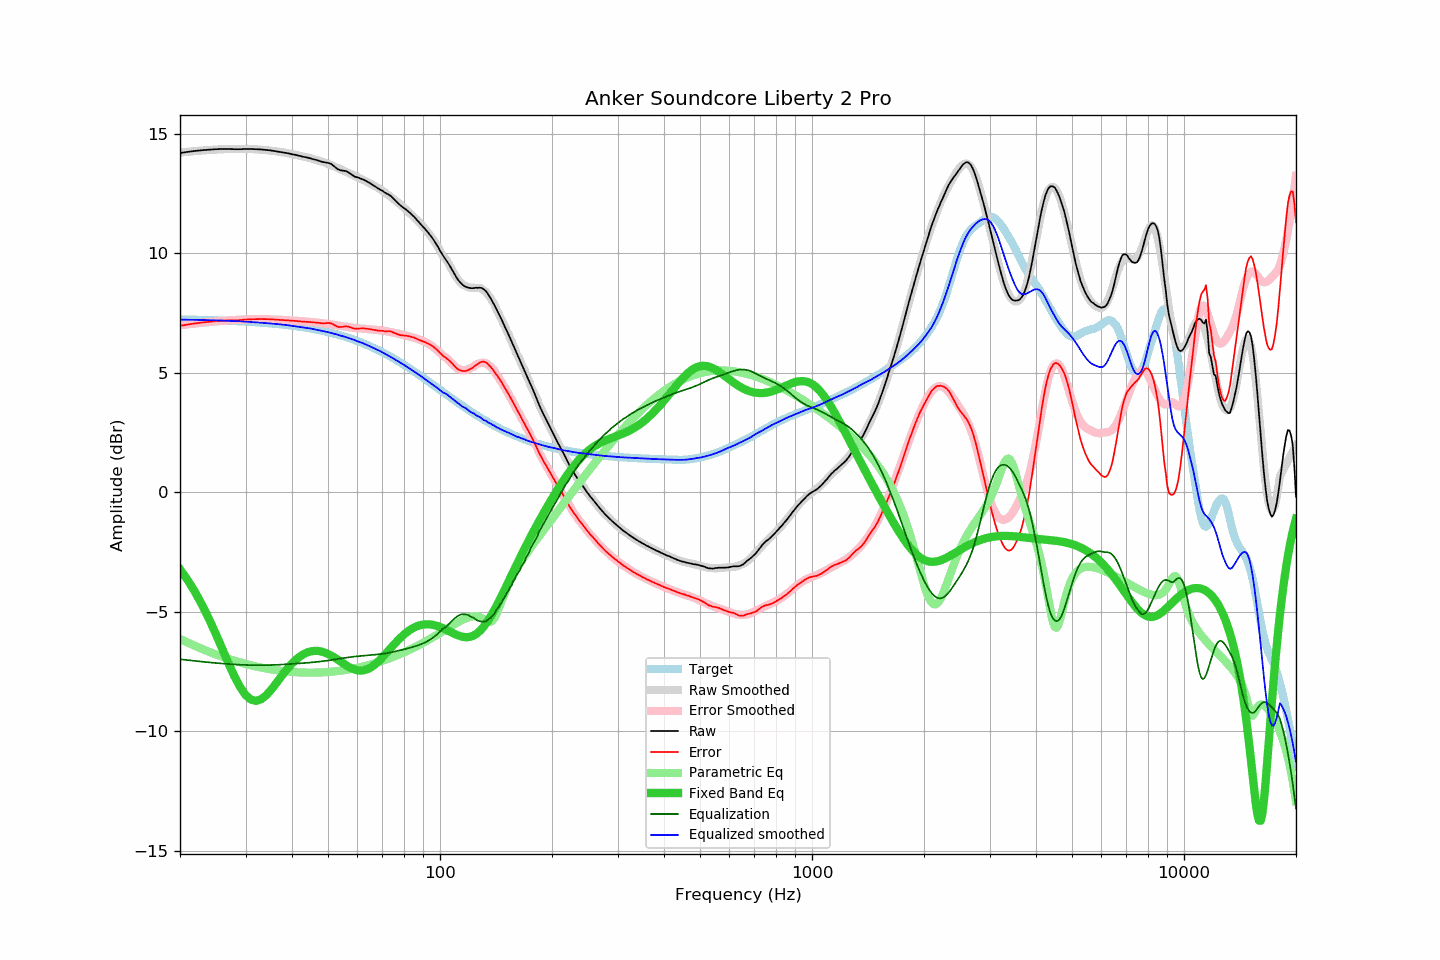 Anker Soundcore Liberty 2 Pro
15
10
5
0
−5
−10
−15
Amplitude (dBr)
100
1000
10000
Frequency (Hz)
Target
Raw Smoothed
Error Smoothed
Raw
Error
Parametric Eq
Fixed Band Eq
Equalization
Equalized smoothed